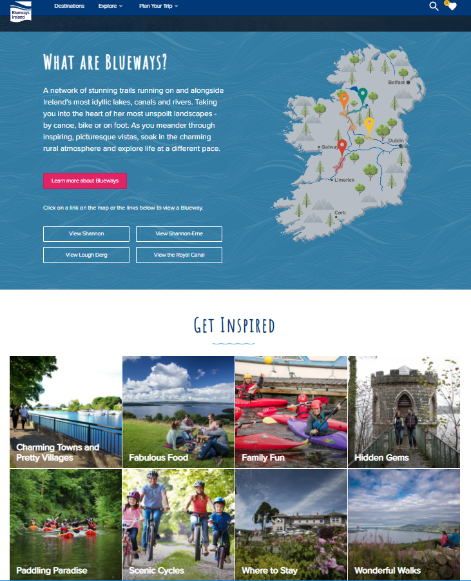 Blueways
Ireland
Destinations
Explore
Plan Your Trip
WHAT ARE BLUEWAYS?
A network of stunning trails running on and alongside
Ireland's most idyllic lakes, canals and rivers. Taking
you into the heart of her most unspoilt landscapes -
by canoe, bike or on foot. As you meander through
inspiring, picturesque vistas, soak in the charming
rural atmosphere and explore life at a different pace.
Learn more about Blueways
Click on a link on the map or the links below to view a Blueway.
View Shannon
View Shannon-Erne
View Lough Derg
View the Royal Canal
Belfast
Dublin
Galway
Limerick
Cork
GET INSPIRED
Charming Towns and
Pretty Villages
Fabulous Food
Family Fun
Hidden Gems
Paddling Paradise
Scenic Cycles
Where to Stay
Wonderful Walks